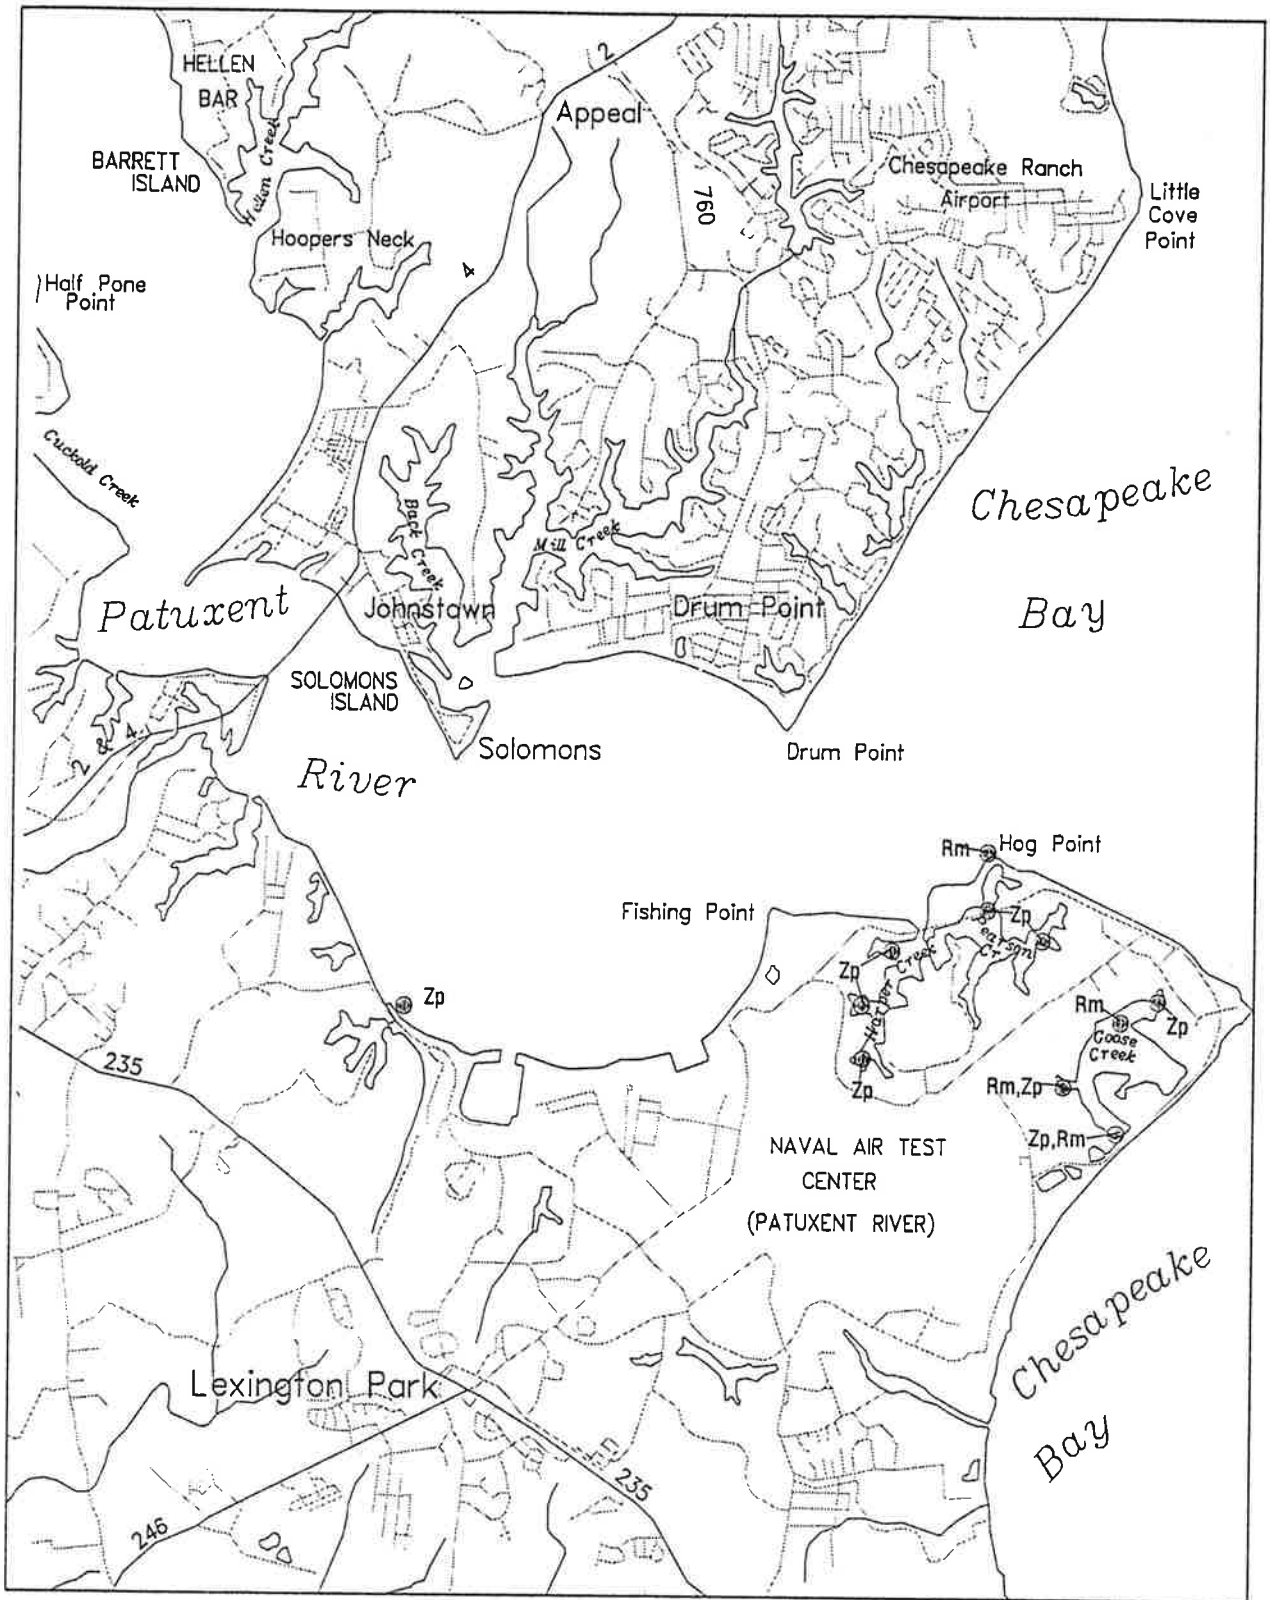 HELLEN
BAR
2
Appeal
Hellen Creek
BARRETT
ISLAND
Chesapeake Ranch
Airport
760
Little
Cove
Point
Hoopers Neck
4
Half Pone
Point
Cuckold Creek
Chesapeake
Back
Creek
Mill Creek
Patuxent
Johnstown
Drum Point
Bay
SOLOMONS
ISLAND
2 & 4
Solomons
Drum Point
River
Rm
Hog Point
Fishing Point
Zp
Pearson
Cr
Harper Creek
Zp
Zp
Rm
Zp
Goose
Creek
235
Zp
Rm,Zp
Zp,Rm
NAVAL AIR TEST
CENTER
(PATUXENT RIVER)
Chesapeake
Bay
Lexington Park
235
246